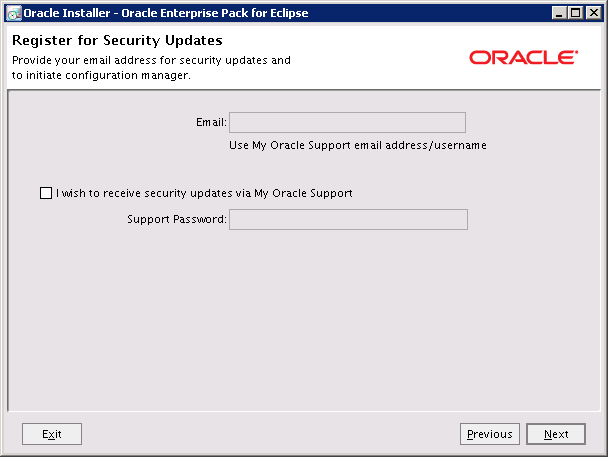 Oracle Installer - Oracle Enterprise Pack for Eclipse
Register for Security Updates
Provide your email address for security updates and
to initiate configuration manager.
ORACLE
Email:
Use My Oracle Support email address/username
I wish to receive security updates via My Oracle Support
Support Password:
Exit
Previous
Next